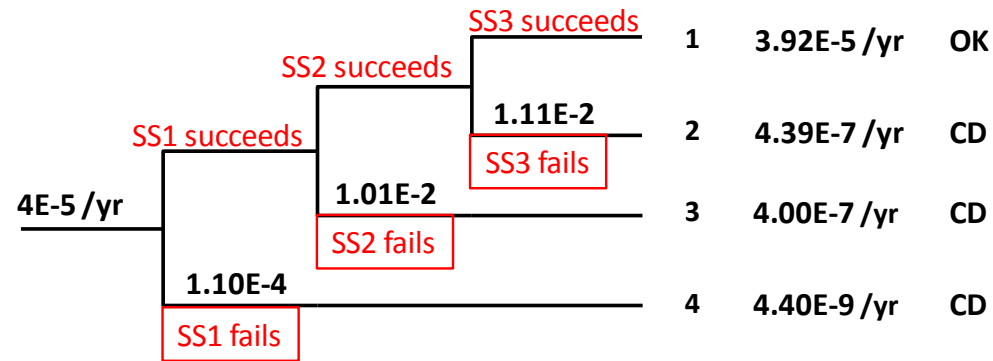 SS3 succeeds
1 3.92E-5 /yr OK
SS2 succeeds
1.11E-2
2 4.39E-7 /yr CD
SS1 succeeds
SS3 fails
1.01E-2
4E-5 /yr
3 4.00E-7 /yr CD
SS2 fails
1.10E-4
4 4.40E-9 /yr CD
SS1 fails